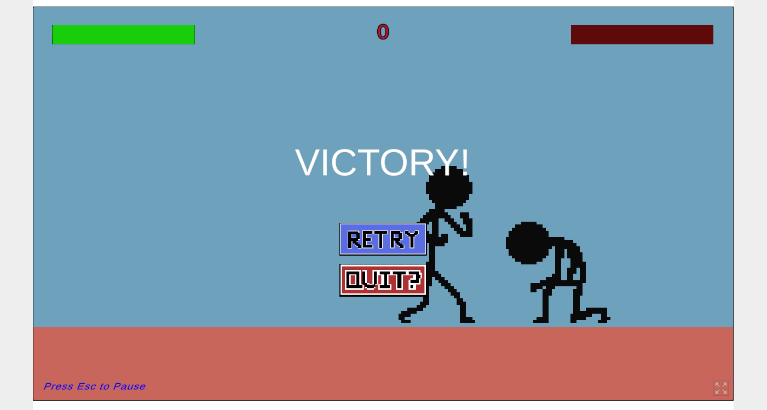 0
VICTORY!
RETRY
QUIT?
Press Esc to Pause